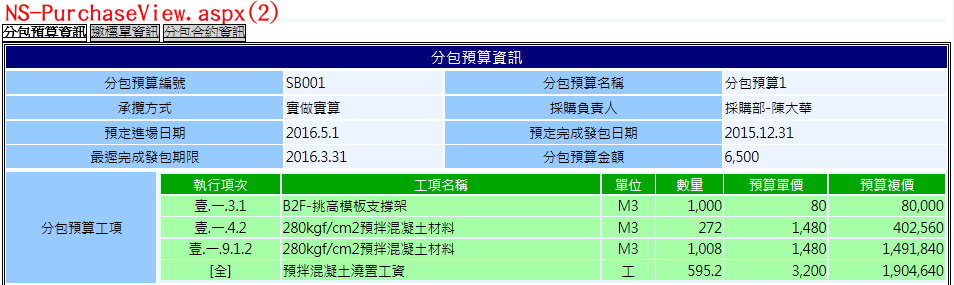 NS-PurchaseView.aspx(2)
分包預算資訊 邀標單資訊 分包合約資訊
分包預算資訊
分包預算編號 SB001 分包預算名稱 分包預算1
承攬方式 實做實算 採購負責人 採購部-陳大華
預定進場日期 2016.5.1 預定完成發包日期 2015.12.31
最遲完成發包期限 2016.3.31 分包預算金額 6,500
分包預算工項
執行項次 工項名稱 單位 數量 預算單價 預算複價
壹.一.3.1 B2F-挑高模板支撐架 M3 1,000 80 80,000
壹.一.4.2 280kgf/cm2預拌混凝土材料 M3 272 1,480 402,560
壹.一.9.1.2 280kgf/cm2預拌混凝土材料 M3 1,008 1,480 1,491,840
[全] 預拌混凝土澆置工資 工 595.2 3,200 1,904,640